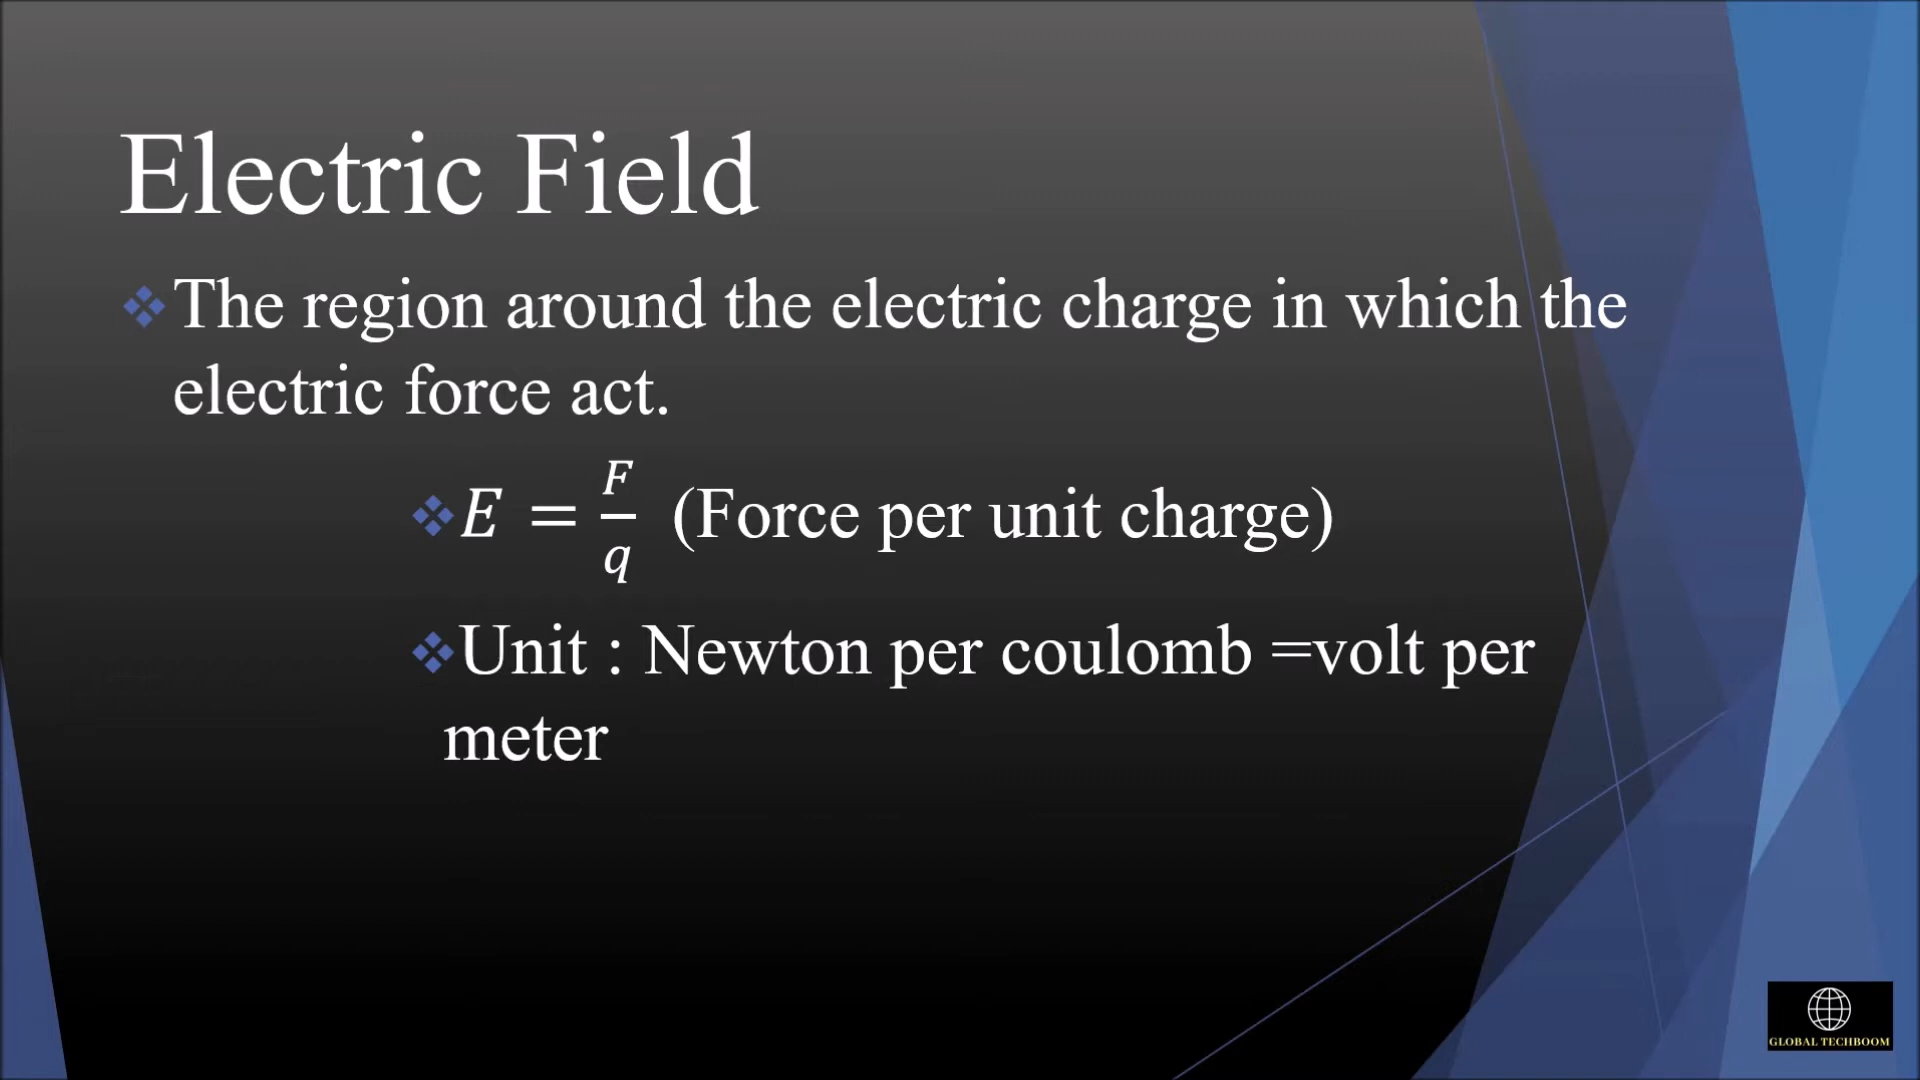 Electric Field
❖The region around the electric charge in which the
electric force act.
❖E = F/q (Force per unit charge)
❖Unit : Newton per coulomb =volt per
meter
GLOBAL TECHBOOM